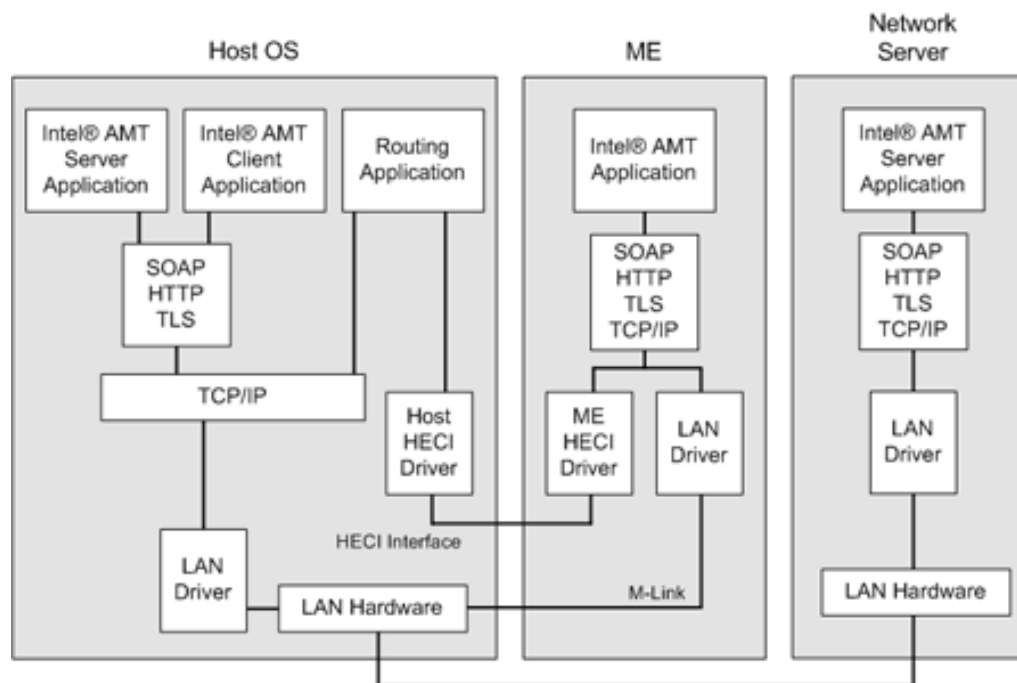 Host OS
ME
Network
Server
Intel® AMT
Server
Application
Intel® AMT
Client
Application
Routing
Application
SOAP
HTTP
TLS
TCP/IP
Host
HECI
Driver
LAN
Driver
LAN Hardware
HECI Interface
Intel® AMT
Application
SOAP
HTTP
TLS
TCP/IP
ME
HECI
Driver
LAN
Driver
M-Link
Intel® AMT
Server
Application
SOAP
HTTP
TLS
TCP/IP
LAN
Driver
LAN Hardware